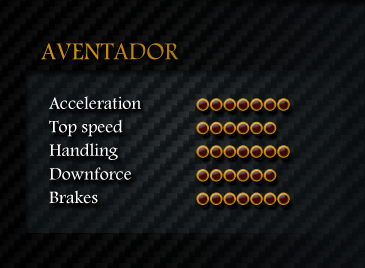 AVENTADOR
Acceleration
Top speed
Handling
Downforce
Brakes